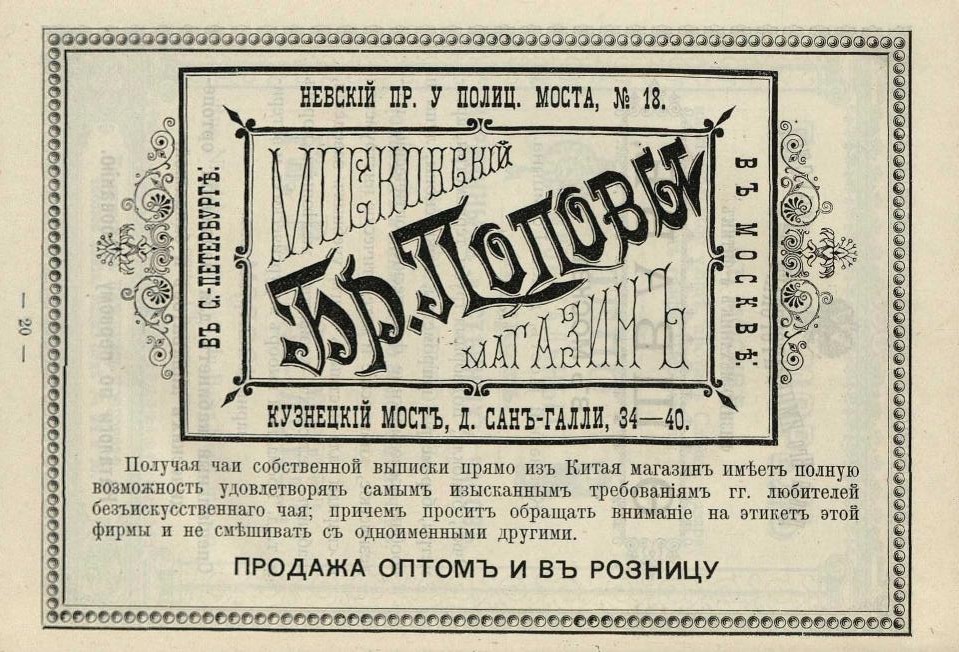 НЕВСКІЙ ПР. У ПОЛИЦ. МОСТА, № 18.
ВЪ С.-ПЕТЕРБУРГѢ:
МОСКОВСКІЙ
Бр. Поповы
МАГАЗИНЪ
ВЪ МОСКВѢ:
КУЗНЕЦКІЙ МОСТЪ, Д. САНЪ-ГАЛЛИ, 34—40.
— 20 —
Получая чаи собственной выписки прямо изъ Китая магазинъ имѣетъ полную
возможность удовлетворять самымъ изысканнымъ требованіямъ гг. любителей
безъискусственнаго чая; причемъ проситъ обращать вниманіе на этикетъ этой
фирмы и не смѣшивать съ одноименными другими.
ПРОДАЖА ОПТОМЪ И ВЪ РОЗНИЦУ